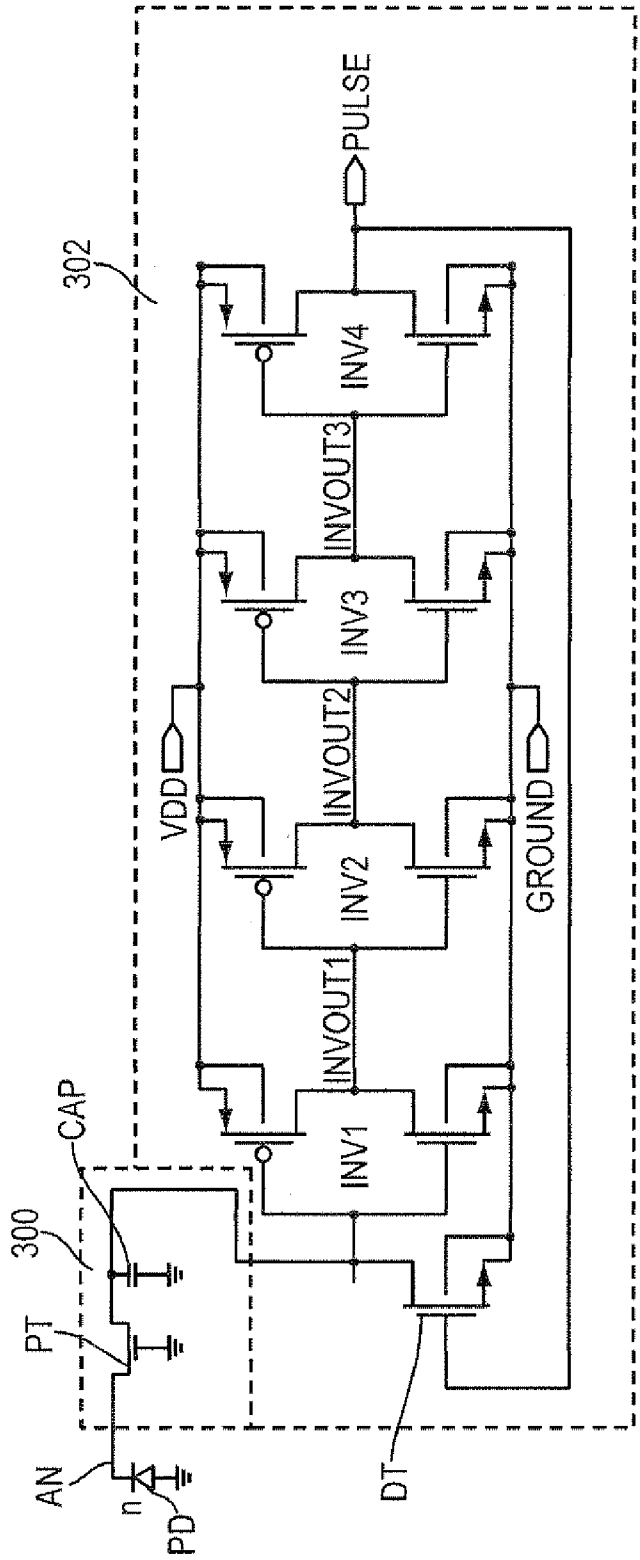 302
300
CAP
PT
AN
n
PD
VDD
PULSE
INV1
INVOUT1
INV2
INVOUT2
INV3
INVOUT3
INV4
GROUND
DT